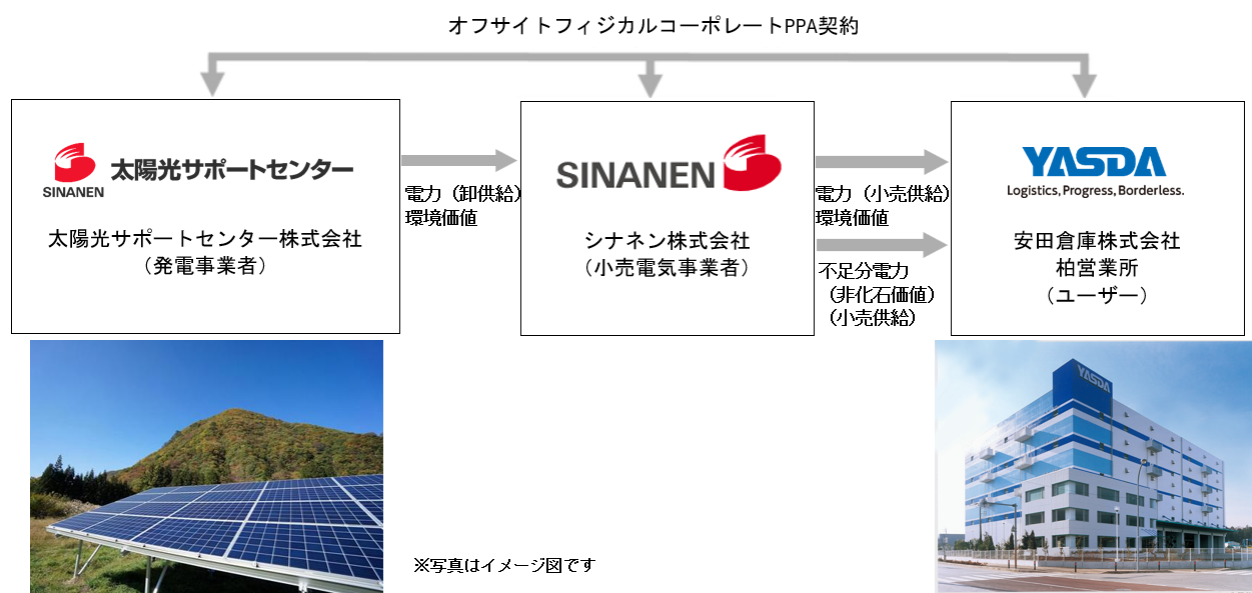 オフサイトフィジカルコーポレートPPA契約
SINANEN
太陽光サポートセンター
太陽光サポートセンター株式会社
（発電事業者）
電力（卸供給）
環境価値
SINANEN
シナネン株式会社
（小売電気事業者）
電力（小売供給）
環境価値
不足分電力
（非化石価値）
（小売供給）
YASDA
Logistics, Progress, Borderless.
安田倉庫株式会社
柏営業所
（ユーザー）
YASDA
※写真はイメージ図です